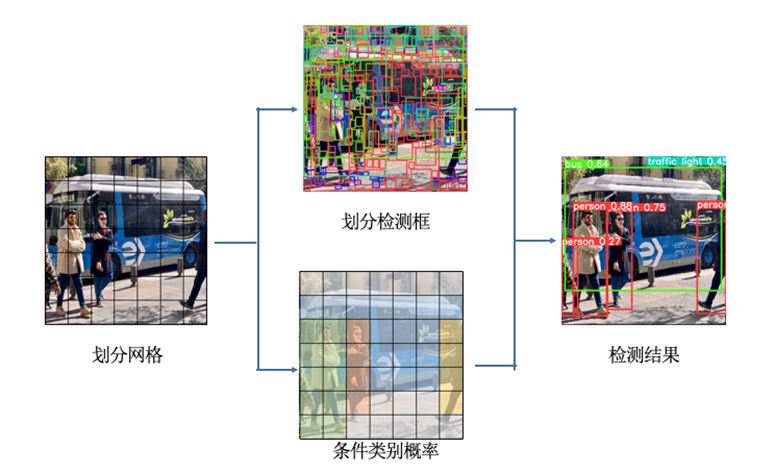 划分网格
划分检测框
条件类别概率
bus 0.64
traffic light 0.45
person 0.88
n 0.75
person 0.27
检测结果